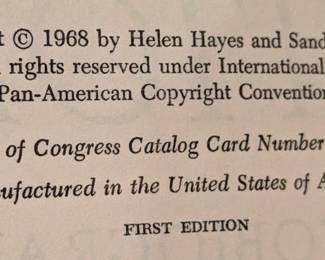 © 1968 by Helen Hayes and Sand
rights reserved under International
Pan-American Copyright Convention
of Congress Catalog Card Number
ufactured in the United States of A
FIRST EDITION